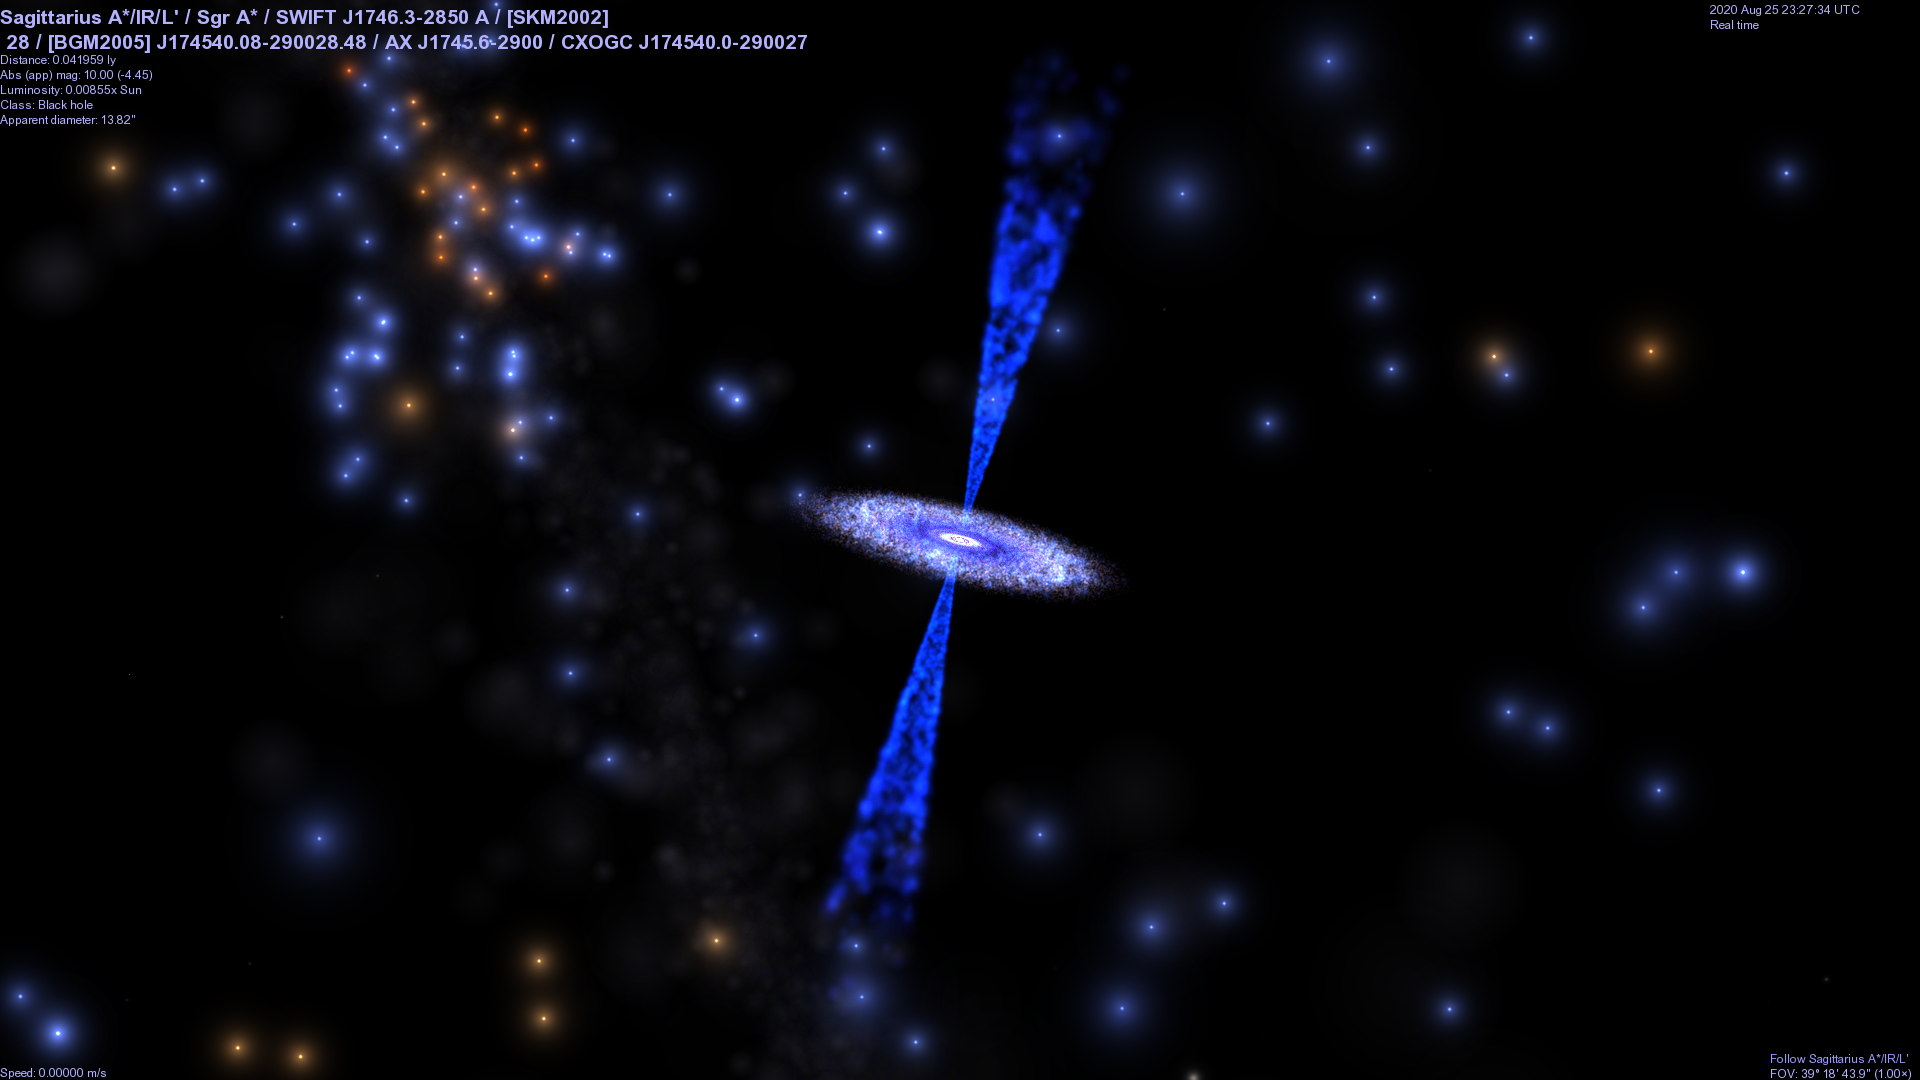 Sagittarius A*/IR/L' / Sgr A* / SWIFT J1746.3-2850 A / [SKM2002]
28 / [BGM2005] J174540.08-290028.48 / AX J1745.6-2900 / CXOGC J174540.0-290027
Distance: 0.041959 ly
Abs (app) mag: 10.00 (-4.45)
Luminosity: 0.00855x Sun
Class: Black hole
Apparent diameter: 13.82"
2020 Aug 25 23:27:34 UTC
Real time
Speed: 0.00000 m/s
Follow Sagittarius A*/IR/L'
FOV: 39° 18' 43.9" (1.00×)